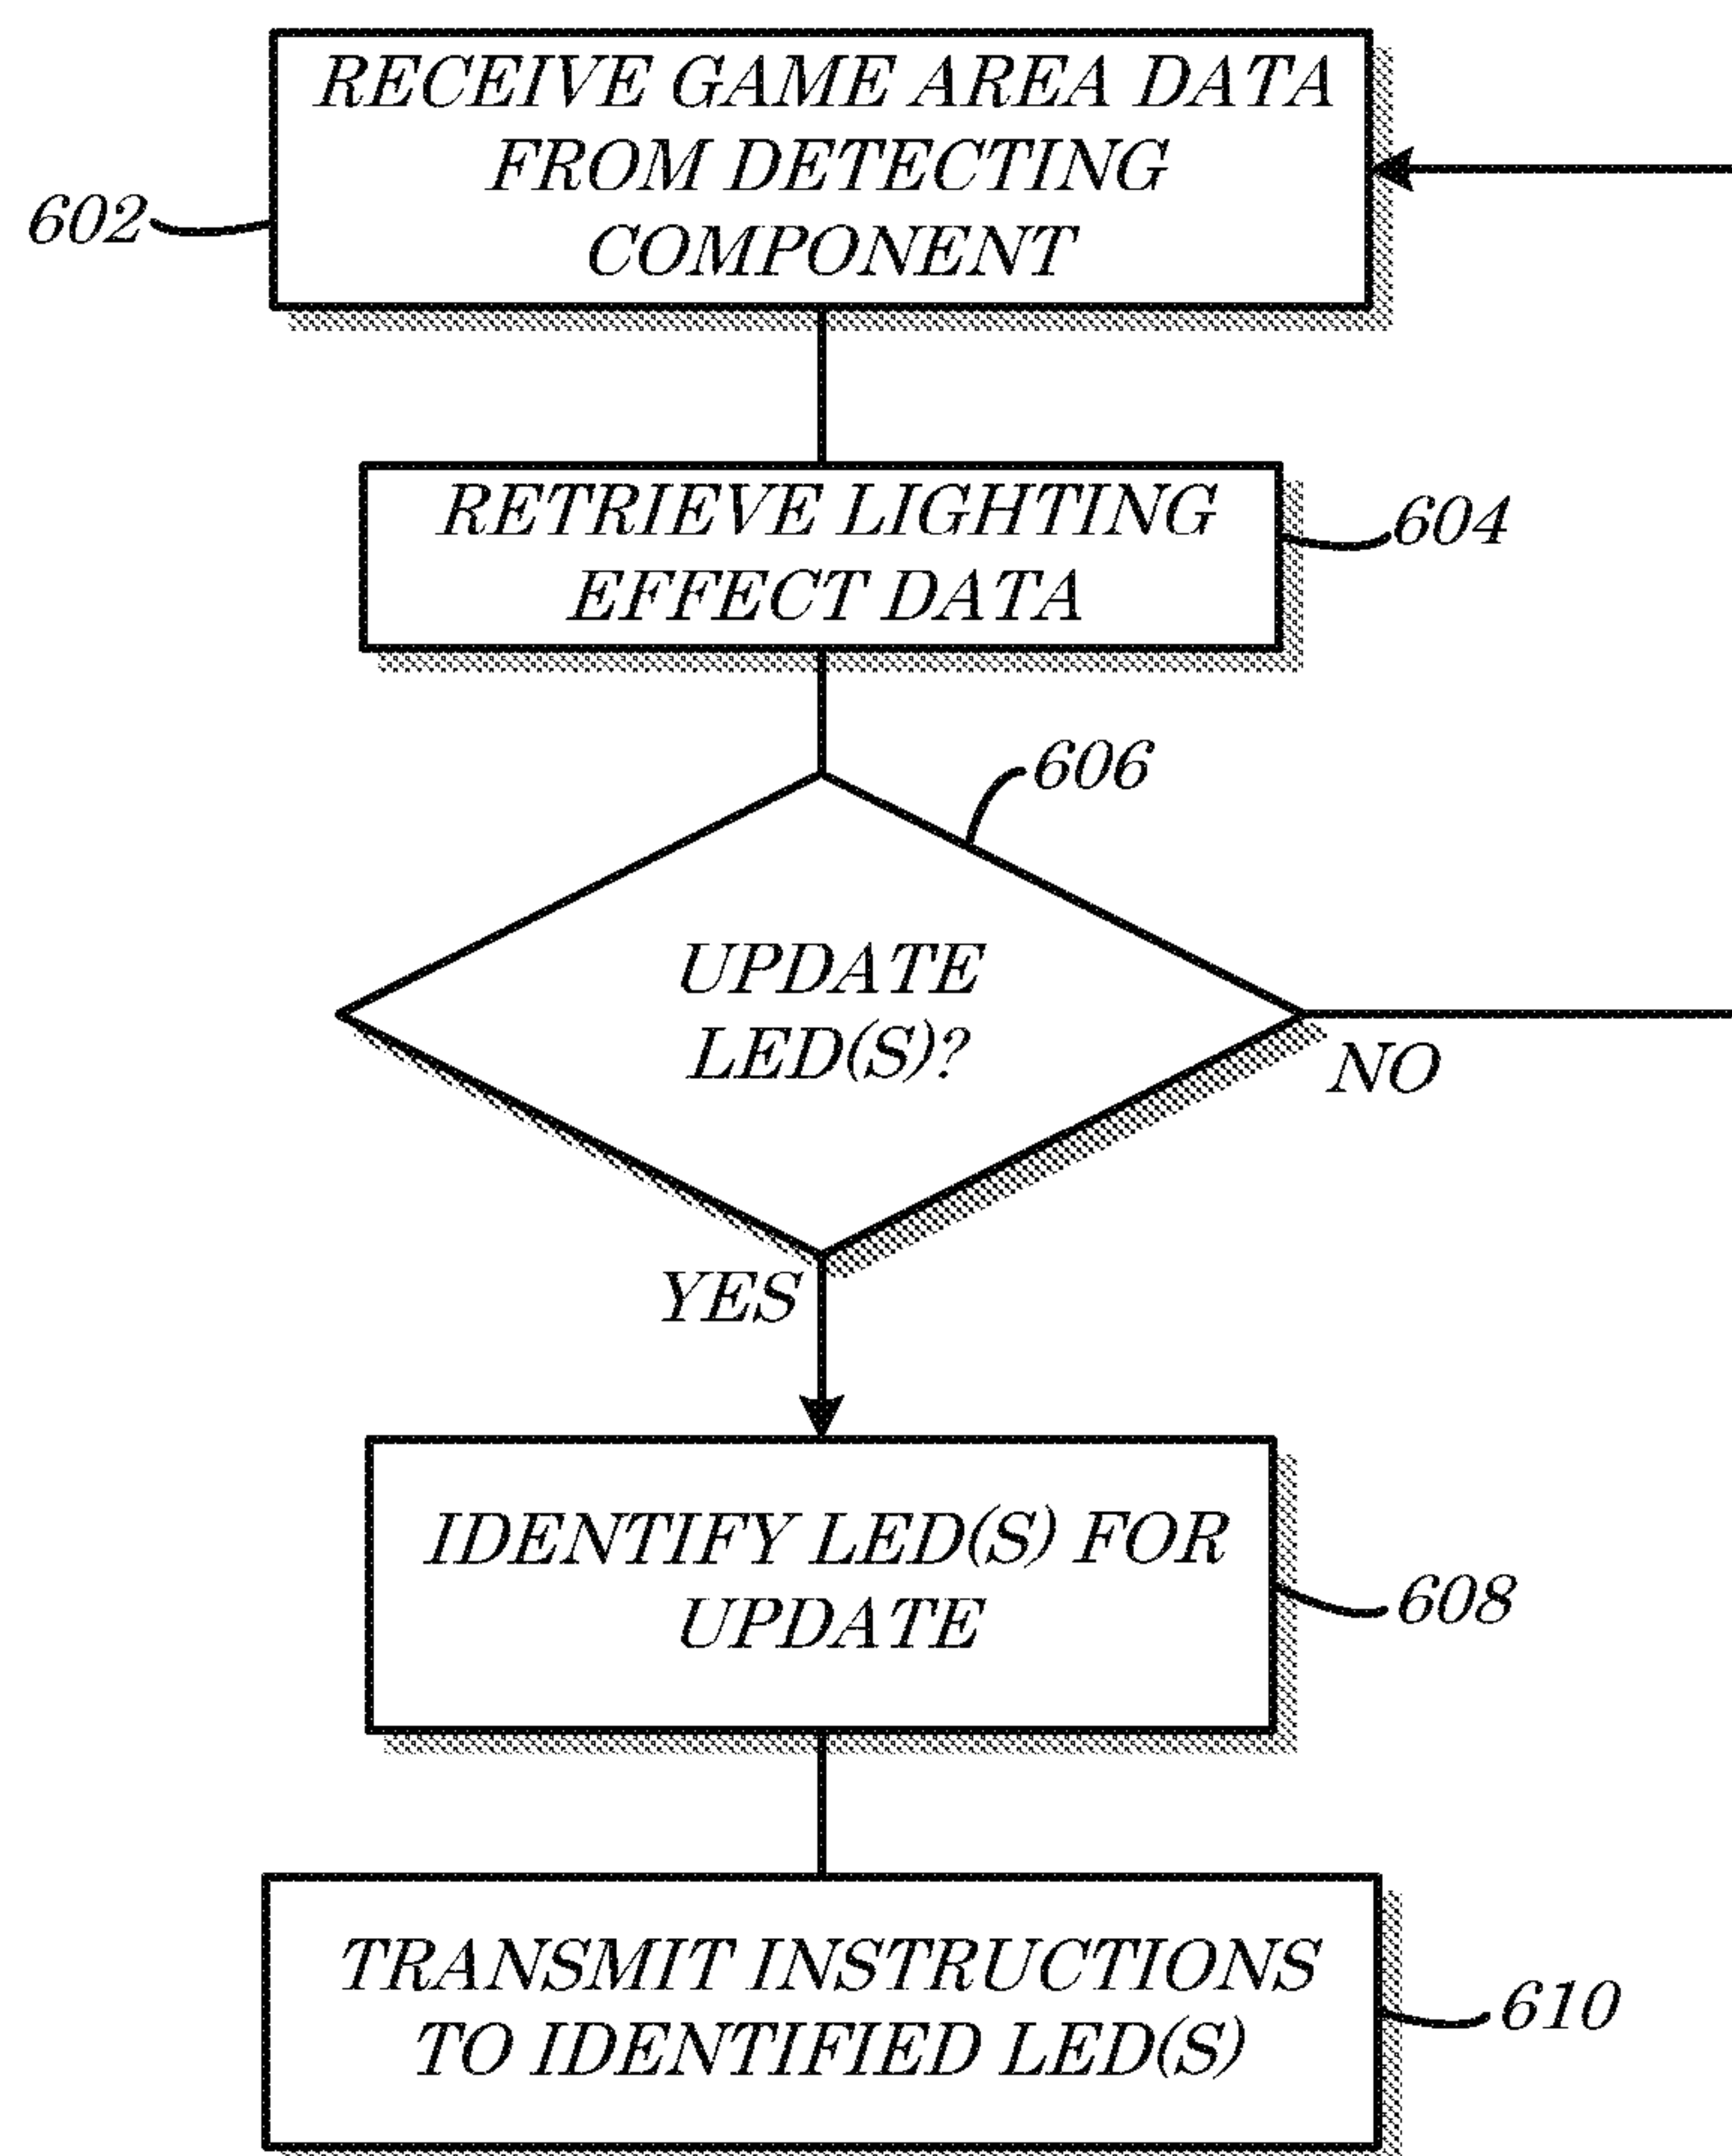 RECEIVE GAME AREA DATA
FROM DETECTING
COMPONENT
602
RETRIEVE LIGHTING
EFFECT DATA
604
606
UPDATE
LED(S)?
NO
YES
IDENTIFY LED(S) FOR
UPDATE
608
TRANSMIT INSTRUCTIONS
TO IDENTIFIED LED(S)
610